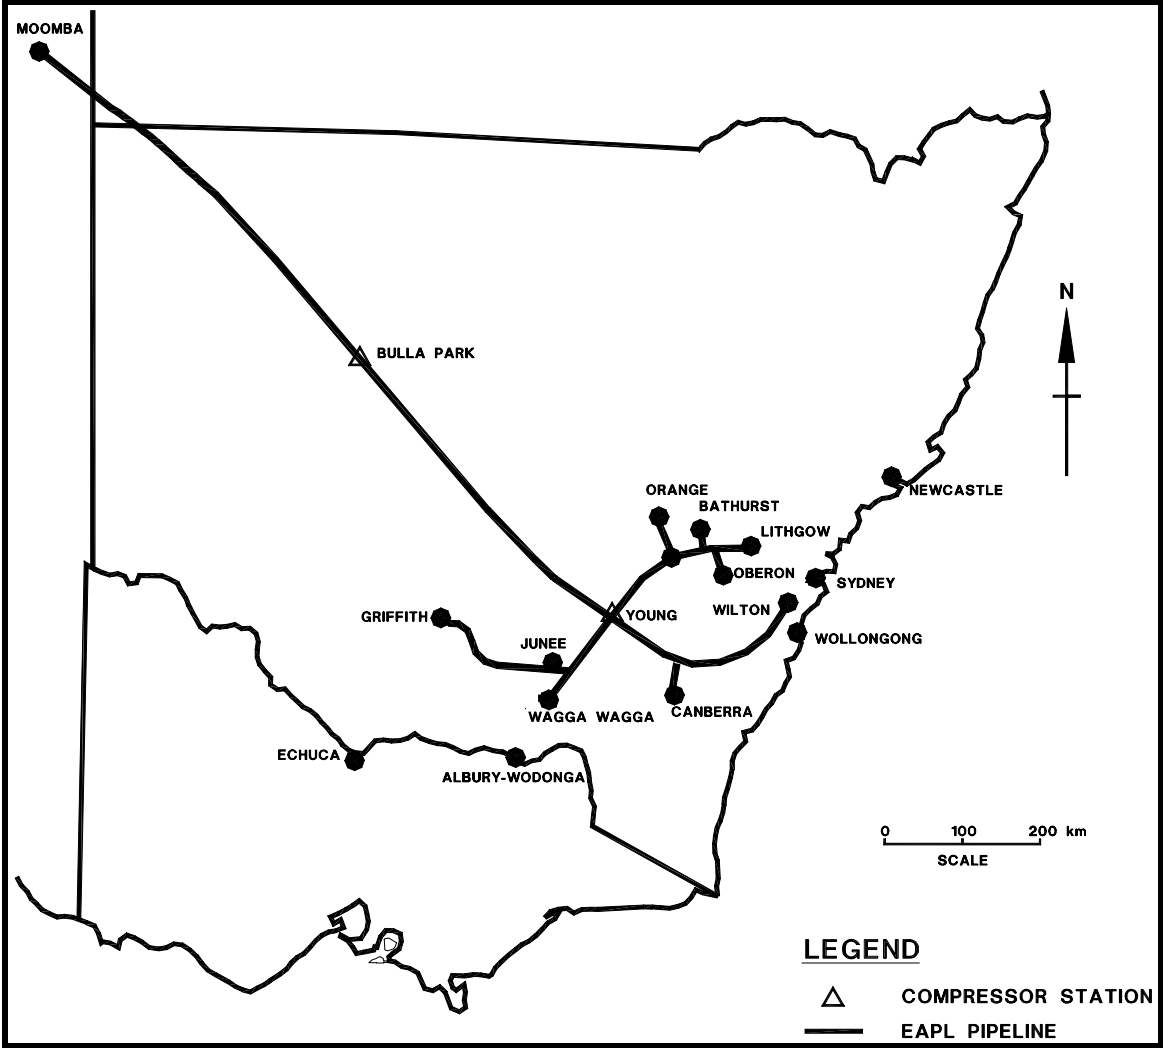 MOOMBA
N
BULLA PARK
ORANGE
NEWCASTLE
BATHURST
LITHGOW
OBERON
SYDNEY
WILTON
GRIFFITH
YOUNG
WOLLONGONG
JUNEE
CANBERRA
WAGGA WAGGA
ECHUCA
ALBURY-WODONGA
0 100 200 km
SCALE
LEGEND
COMPRESSOR STATION
EAPL PIPELINE